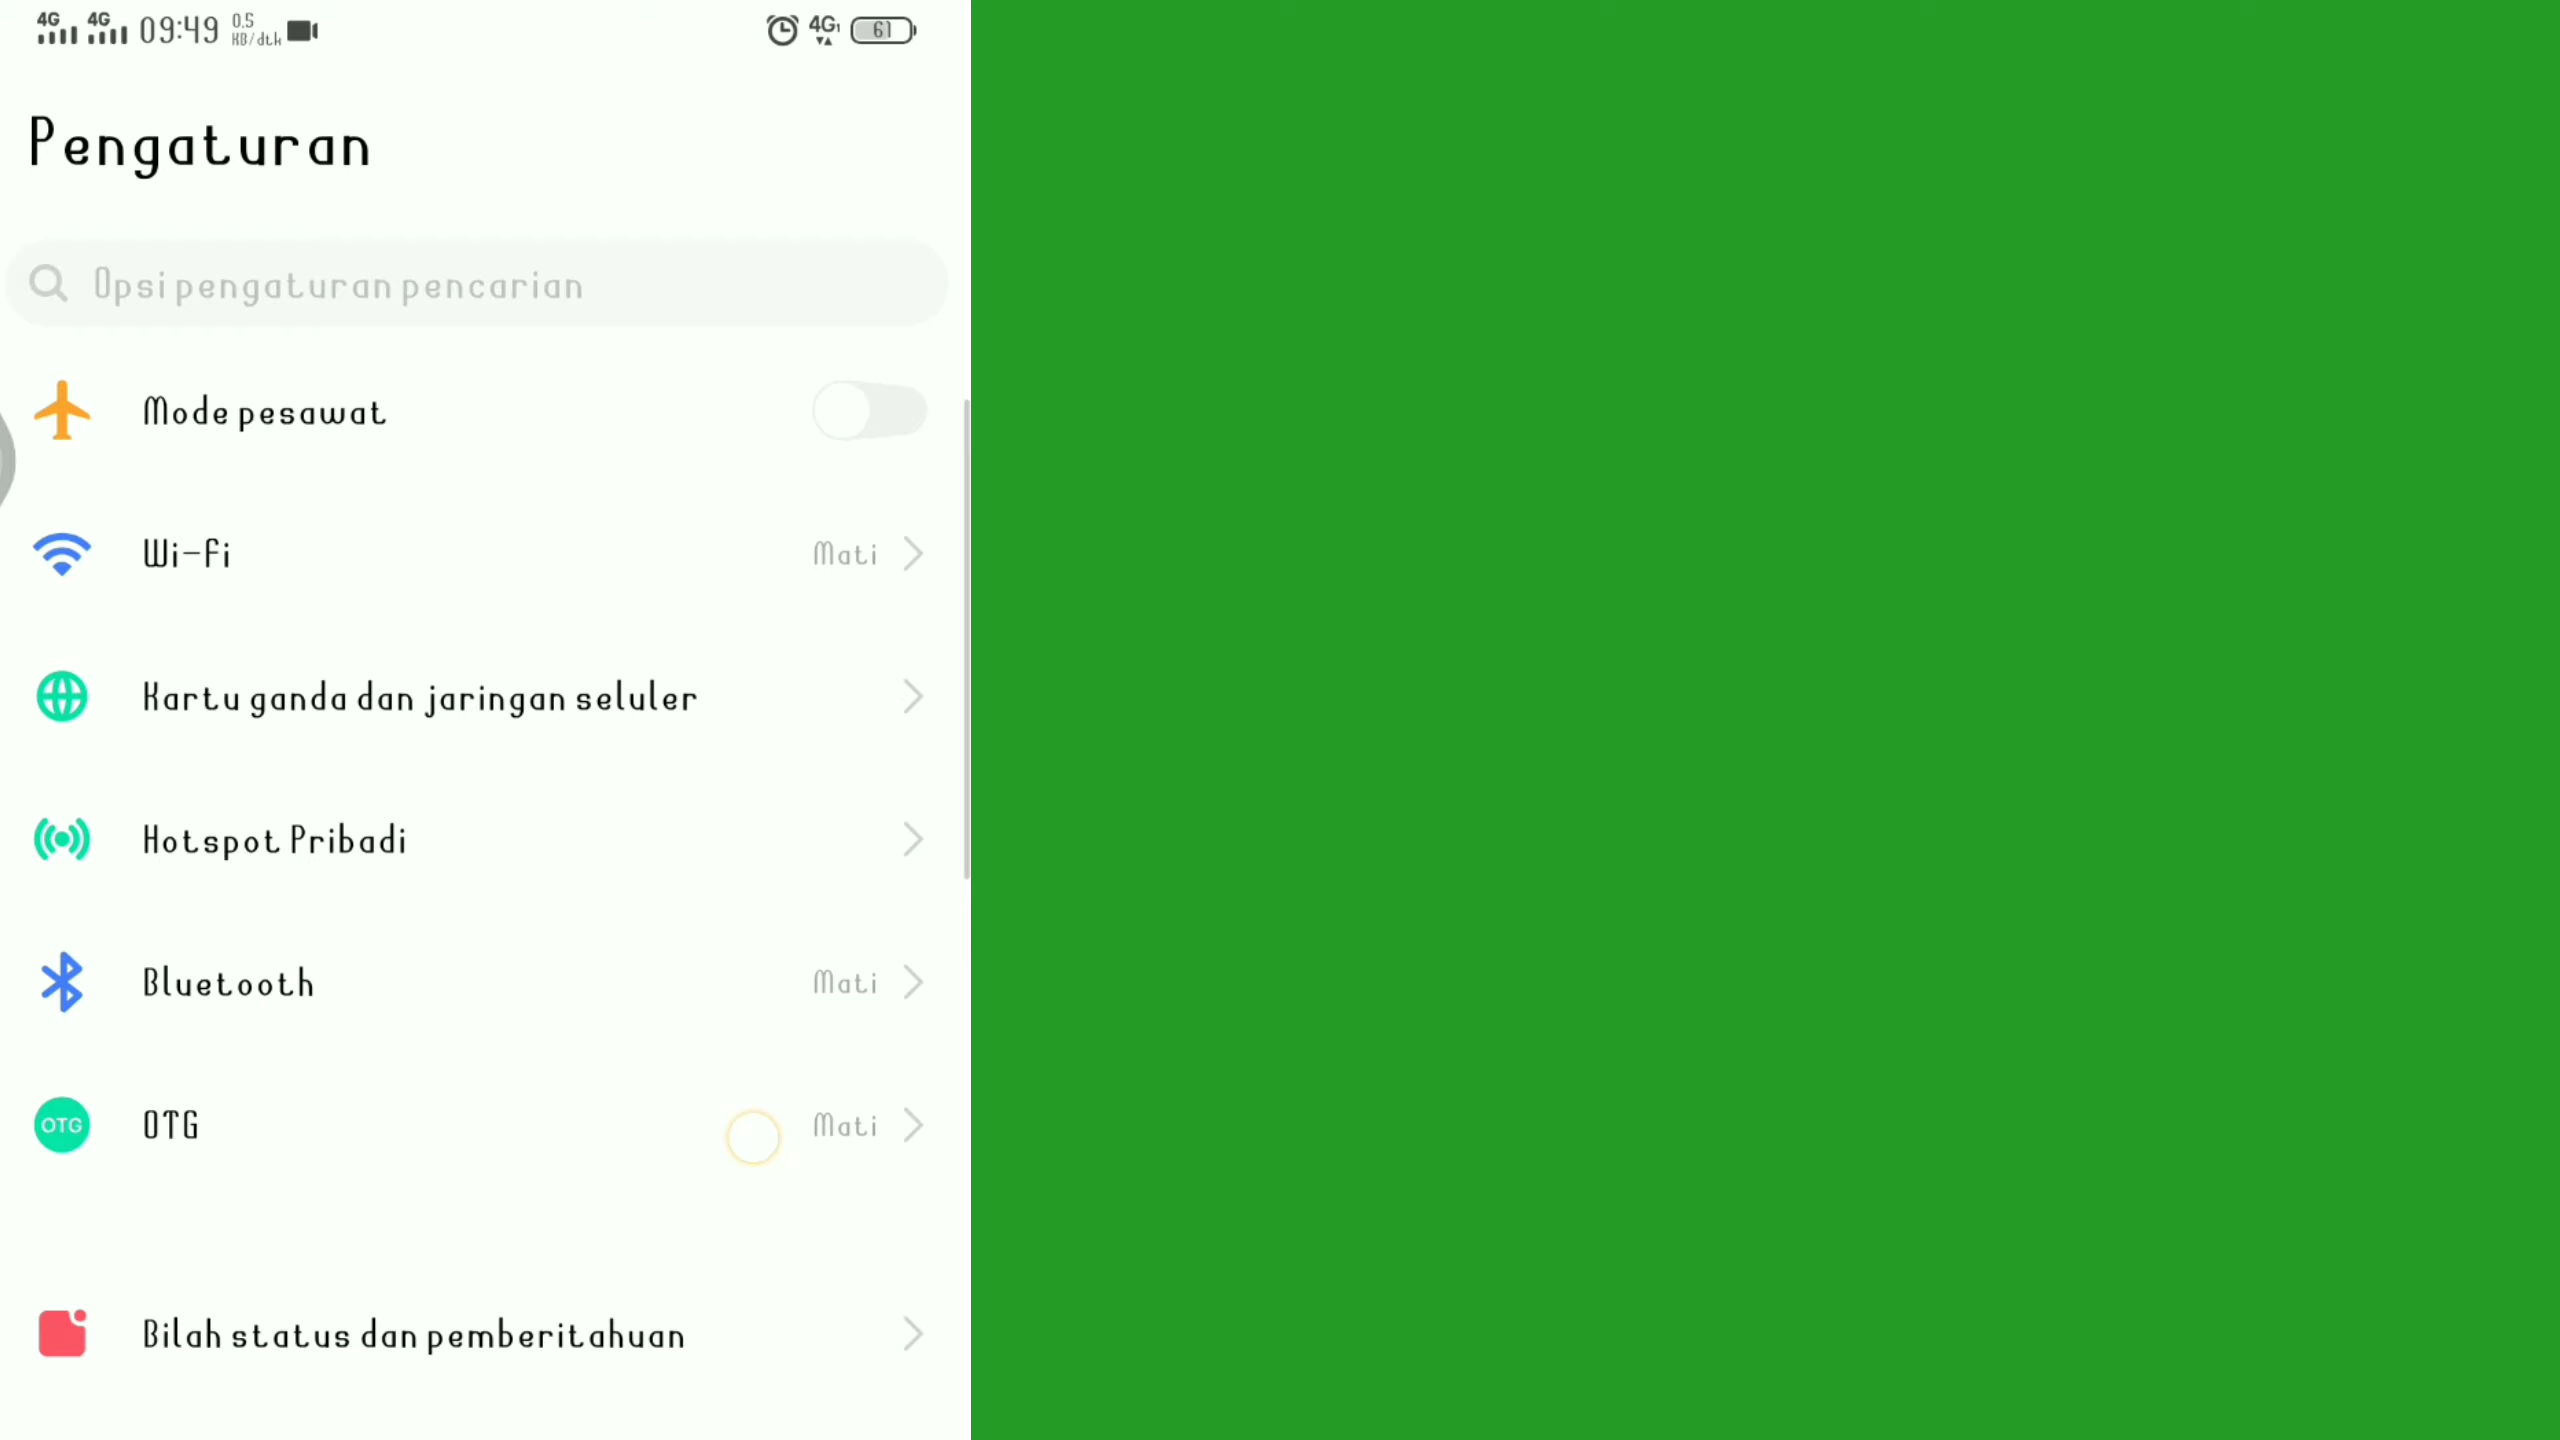 4G 4G 09:49 0.5 KB/dtk 4G1 61
Pengaturan
Opsi pengaturan pencarian
Mode pesawat
Wi-Fi Mati
Kartu ganda dan jaringan seluler
Hotspot Pribadi
Bluetooth Mati
OTG OTG Mati
Bilah status dan pemberitahuan